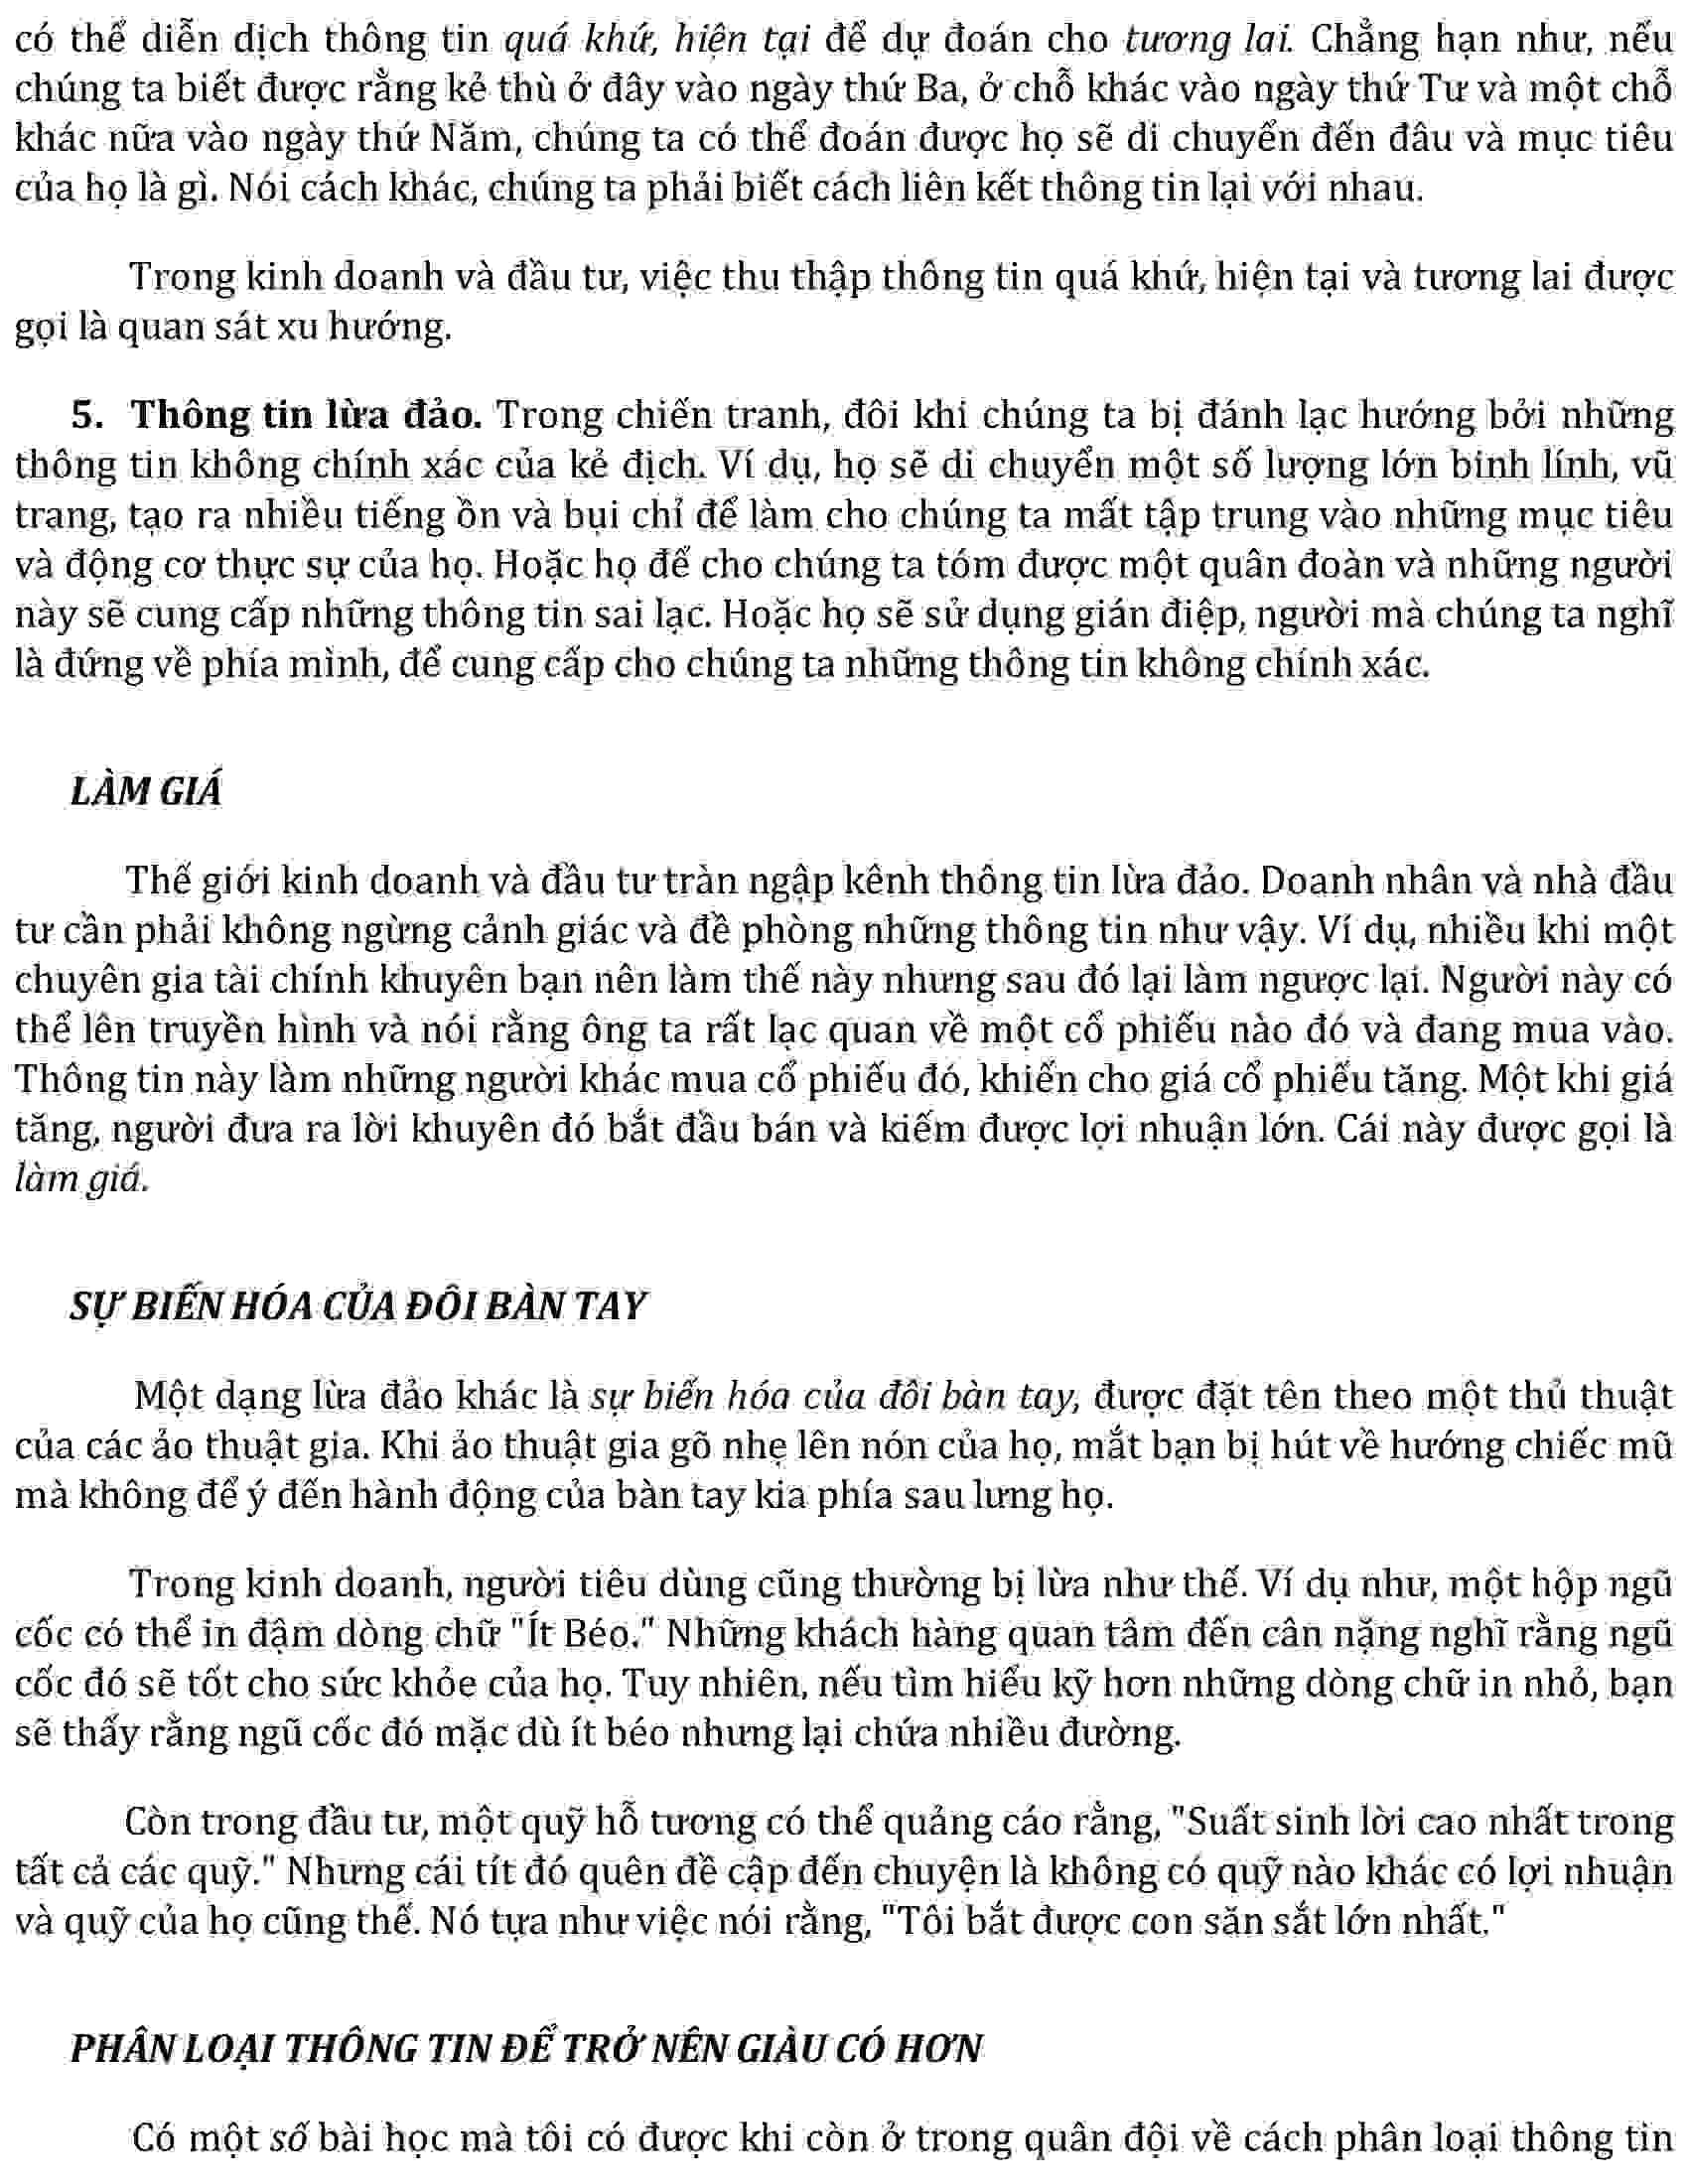 có thể diễn dịch thông tin quá khứ, hiện tại để dự đoán cho tương lai. Chẳng hạn như, nếu
chúng ta biết được rằng kẻ thù ở đây vào ngày thứ Ba, ở chỗ khác vào ngày thứ Tư và một chỗ
khác nữa vào ngày thứ Năm, chúng ta có thể đoán được họ sẽ di chuyển đến đâu và mục tiêu
của họ là gì. Nói cách khác, chúng ta phải biết cách liên kết thông tin lại với nhau.
Trong kinh doanh và đầu tư, việc thu thập thông tin quá khứ, hiện tại và tương lai được
gọi là quan sát xu hướng.
5. Thông tin lừa đảo. Trong chiến tranh, đôi khi chúng ta bị đánh lạc hướng bởi những
thông tin không chính xác của kẻ địch. Ví dụ, họ sẽ di chuyển một số lượng lớn binh lính, vũ
trang, tạo ra nhiều tiếng ồn và bụi chỉ để làm cho chúng ta mất tập trung vào những mục tiêu
và động cơ thực sự của họ. Hoặc họ để cho chúng ta tóm được một quân đoàn và những người
này sẽ cung cấp những thông tin sai lạc. Hoặc họ sẽ sử dụng gián điệp, người mà chúng ta nghĩ
là đứng về phía mình, để cung cấp cho chúng ta những thông tin không chính xác.
LÀM GIÁ
Thế giới kinh doanh và đầu tư tràn ngập kênh thông tin lừa đảo. Doanh nhân và nhà đầu
tư cần phải không ngừng cảnh giác và đề phòng những thông tin như vậy. Ví dụ, nhiều khi một
chuyên gia tài chính khuyên bạn nên làm thế này nhưng sau đó lại làm ngược lại. Người này có
thể lên truyền hình và nói rằng ông ta rất lạc quan về một cổ phiếu nào đó và đang mua vào.
Thông tin này làm những người khác mua cổ phiếu đó, khiến cho giá cổ phiếu tăng. Một khi giá
tăng, người đưa ra lời khuyên đó bắt đầu bán và kiếm được lợi nhuận lớn. Cái này được gọi là
làm giá.
SỰ BIẾN HÓA CỦA ĐÔI BÀN TAY
Một dạng lừa đảo khác là sự biến hóa của đôi bàn tay, được đặt tên theo một thủ thuật
của các ảo thuật gia. Khi ảo thuật gia gõ nhẹ lên nón của họ, mắt bạn bị hút về hướng chiếc mũ
mà không để ý đến hành động của bàn tay kia phía sau lưng họ.
Trong kinh doanh, người tiêu dùng cũng thường bị lừa như thế. Ví dụ như, một hộp ngũ
cốc có thể in đậm dòng chữ "Ít Béo." Những khách hàng quan tâm đến cân nặng nghĩ rằng ngũ
cốc đó sẽ tốt cho sức khỏe của họ. Tuy nhiên, nếu tìm hiểu kỹ hơn những dòng chữ in nhỏ, bạn
sẽ thấy rằng ngũ cốc đó mặc dù ít béo nhưng lại chứa nhiều đường.
Còn trong đầu tư, một quỹ hỗ tương có thể quảng cáo rằng, "Suất sinh lời cao nhất trong
tất cả các quỹ." Nhưng cái tít đó quên đề cập đến chuyện là không có quỹ nào khác có lợi nhuận
và quỹ của họ cũng thế. Nó tựa như việc nói rằng, "Tôi bắt được con săn sắt lớn nhất."
PHÂN LOẠI THÔNG TIN ĐỂ TRỞ NÊN GIÀU CÓ HƠN
Có một số bài học mà tôi có được khi còn ở trong quân đội về cách phân loại thông tin